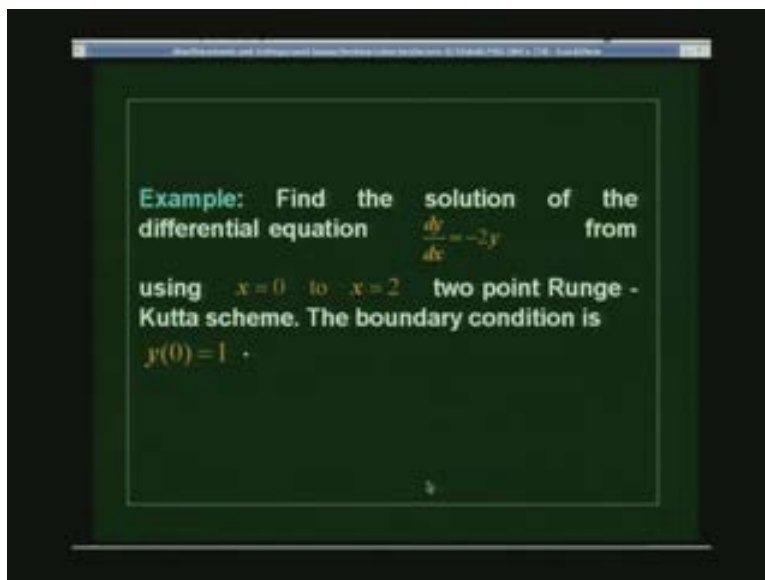 Example: Find the solution of the
differential equation dy/dx = -2y from
using x = 0 to x = 2 two point Runge -
Kutta scheme. The boundary condition is
y(0) = 1 .